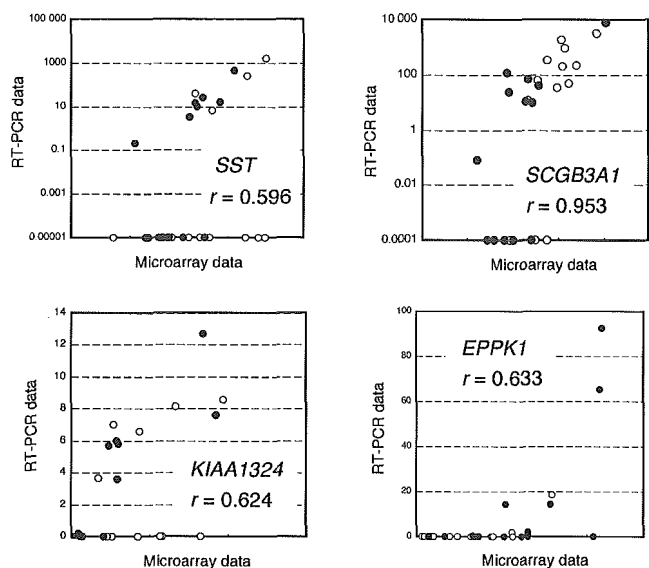 100 000
1000
10
0.1
0.001
0.00001
RT-PCR data
SST
r = 0.596
Microarray data
10 000
100
1
0.01
0.0001
RT-PCR data
SCGB3A1
r = 0.953
Microarray data
14
12
10
8
6
4
2
0
RT-PCR data
KIAA1324
r = 0.624
Microarray data
100
80
60
40
20
0
RT-PCR data
EPPK1
r = 0.633
Microarray data